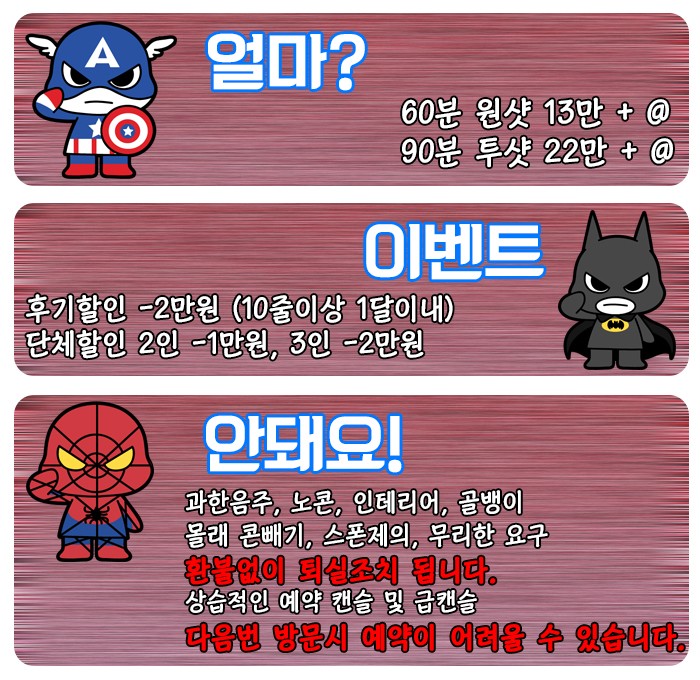 얼마?
60분 원샷 13만 + @
90분 투샷 22만 + @
이벤트
후기할인 -2만원 (10줄이상 1달이내)
단체할인 2인 -1만원, 3인 -2만원
안돼요!
과한음주, 노콘, 인테리어, 골뱅이
몰래 콘빼기, 스폰제의, 무리한 요구
환불없이 퇴실조치 됩니다.
상습적인 예약 캔슬 및 급캔슬
다음번 방문시 예약이 어려울 수 있습니다.
A